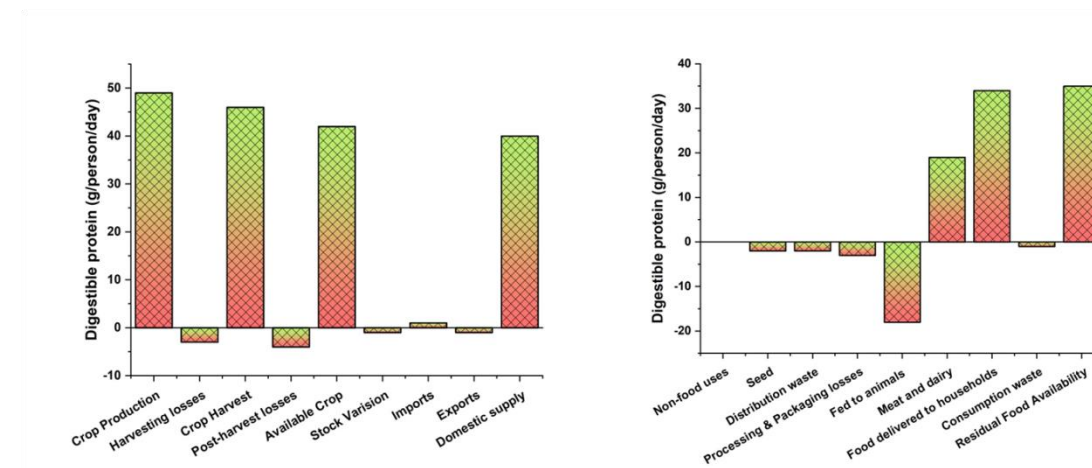 Digestible protein (g/person/day)
50
40
30
20
10
0
-10
Crop Production
Harvesting losses
Crop Harvest
Post-harvest losses
Available Crop
Stock Varision
Imports
Exports
Domestic supply
Digestible protein (g/person/day)
40
30
20
10
0
-10
-20
Non-food uses
Seed
Distribution waste
Processing & Packaging losses
Fed to animals
Meat and dairy
Food delivered to households
Consumption waste
Residual Food Availability